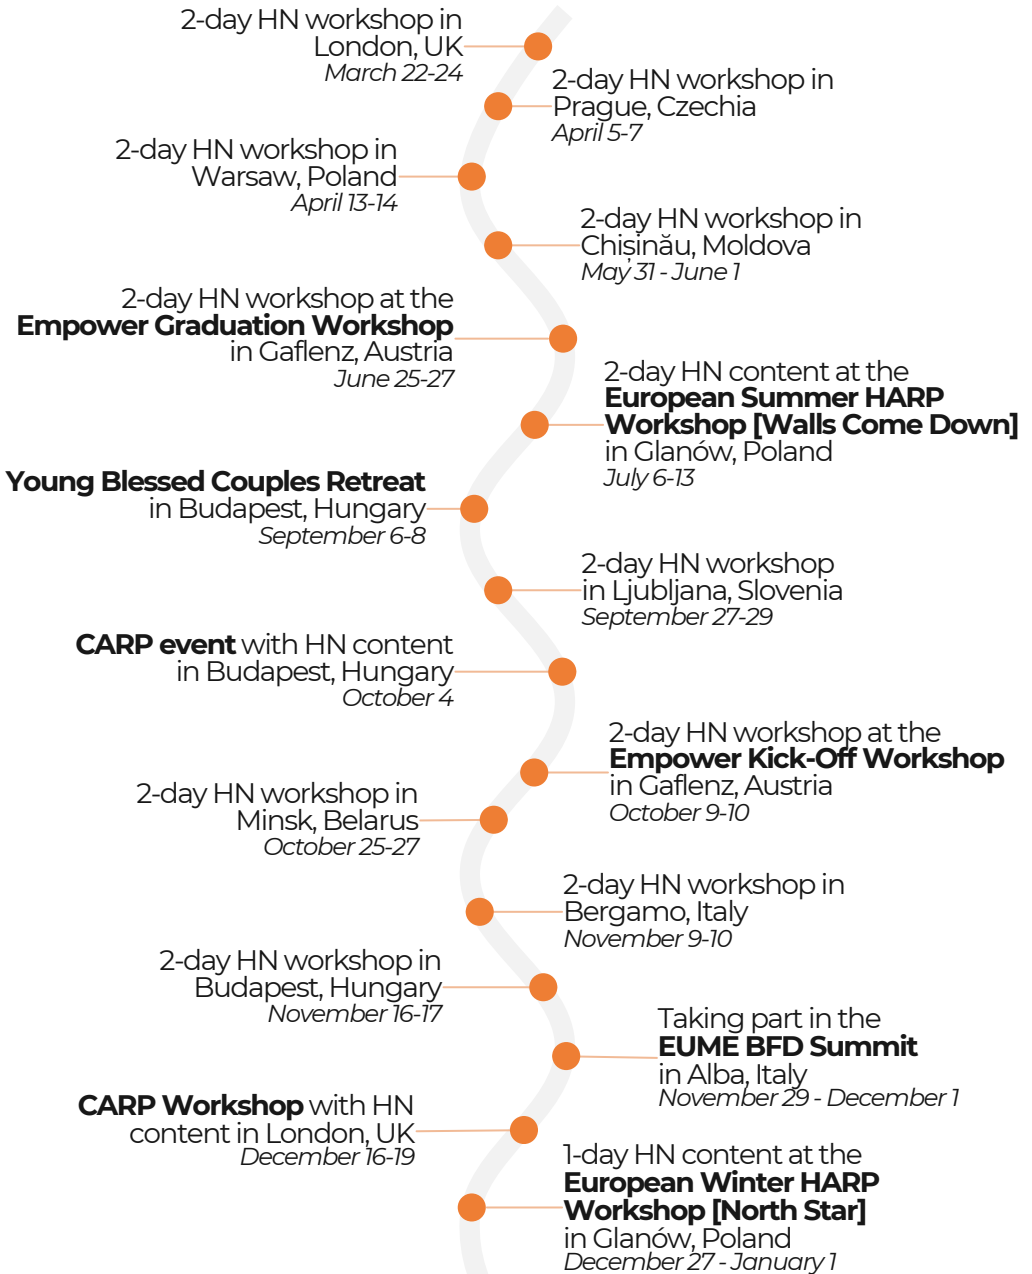 2-day HN workshop in
London, UK
March 22-24
2-day HN workshop in
Prague, Czechia
April 5-7
2-day HN workshop in
Warsaw, Poland
April 13-14
2-day HN workshop in
Chișinău, Moldova
May 31 - June 1
2-day HN workshop at the
Empower Graduation Workshop
in Gaflenz, Austria
June 25-27
2-day HN content at the
European Summer HARP
Workshop [Walls Come Down]
in Glanów, Poland
July 6-13
Young Blessed Couples Retreat
in Budapest, Hungary
September 6-8
2-day HN workshop
in Ljubljana, Slovenia
September 27-29
CARP event with HN content
in Budapest, Hungary
October 4
2-day HN workshop at the
Empower Kick-Off Workshop
in Gaflenz, Austria
October 9-10
2-day HN workshop in
Minsk, Belarus
October 25-27
2-day HN workshop in
Bergamo, Italy
November 9-10
2-day HN workshop in
Budapest, Hungary
November 16-17
Taking part in the
EUME BFD Summit
in Alba, Italy
November 29 - December 1
CARP Workshop with HN
content in London, UK
December 16-19
1-day HN content at the
European Winter HARP
Workshop [North Star]
in Glanów, Poland
December 27 - January 1